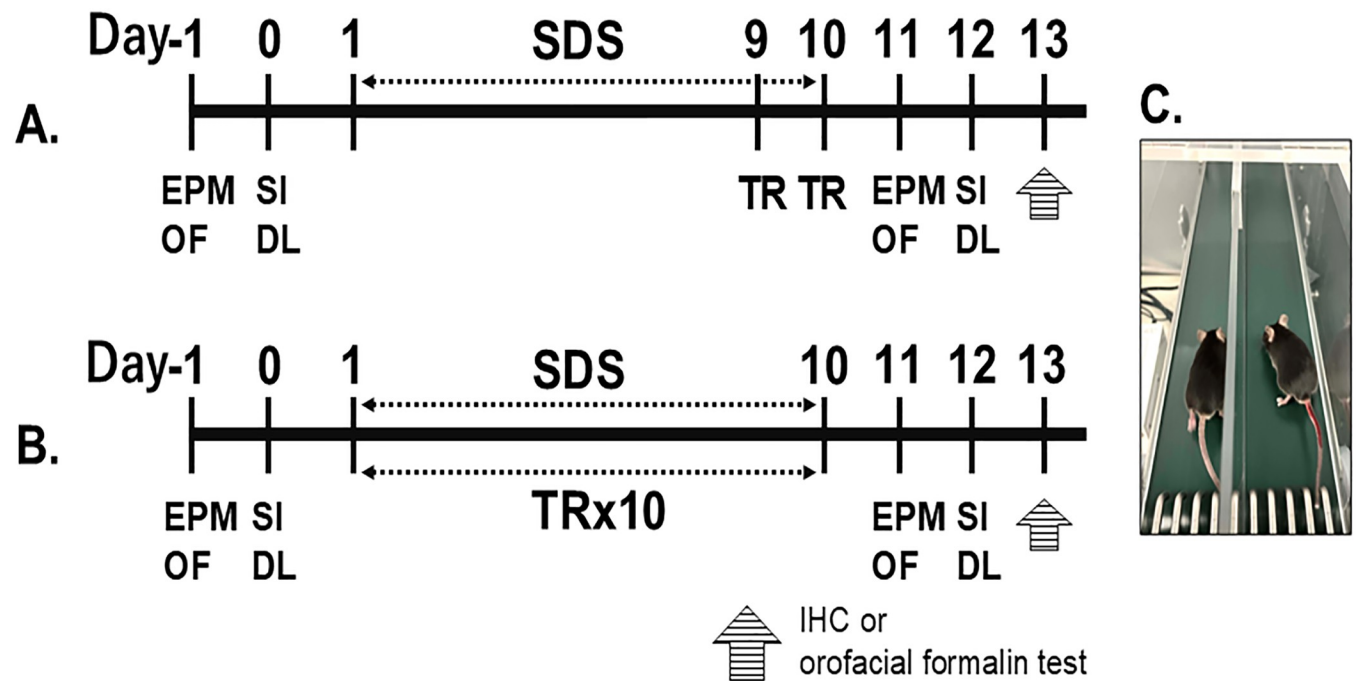 Day-1 0 1 SDS 9 10 11 12 13
A.
EPM SI TR TR EPM SI
OF DL OF DL
C.
Day-1 0 1 SDS 10 11 12 13
B.
TRx10
EPM SI EPM SI
OF DL OF DL
IHC or
orofacial formalin test